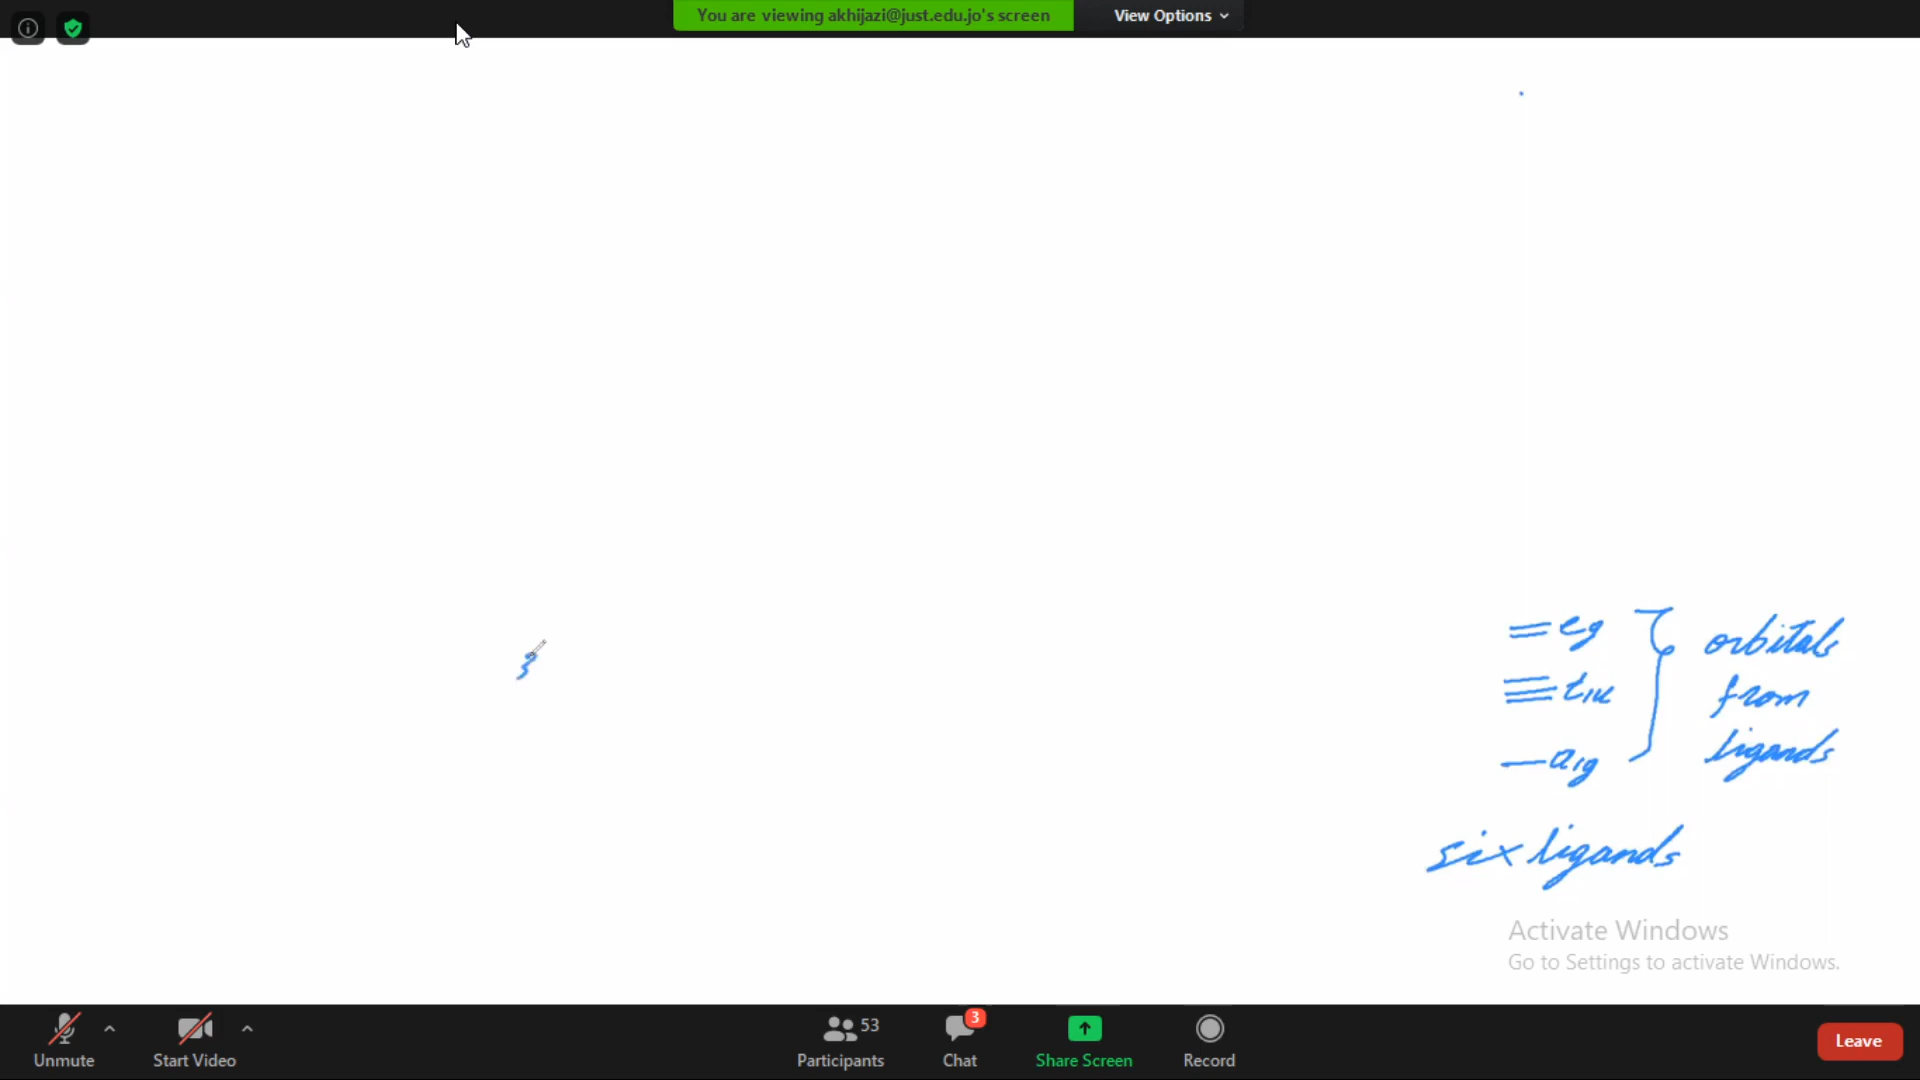 You are viewing akhijazi@just.edu.jo's screen
View Options
= eg
orbitals
≡ t1u
from
— a1g
ligands
six ligands
Activate Windows
Go to Settings to activate Windows.
Unmute
Start Video
53
Participants
3
Chat
Share Screen
Record
Leave